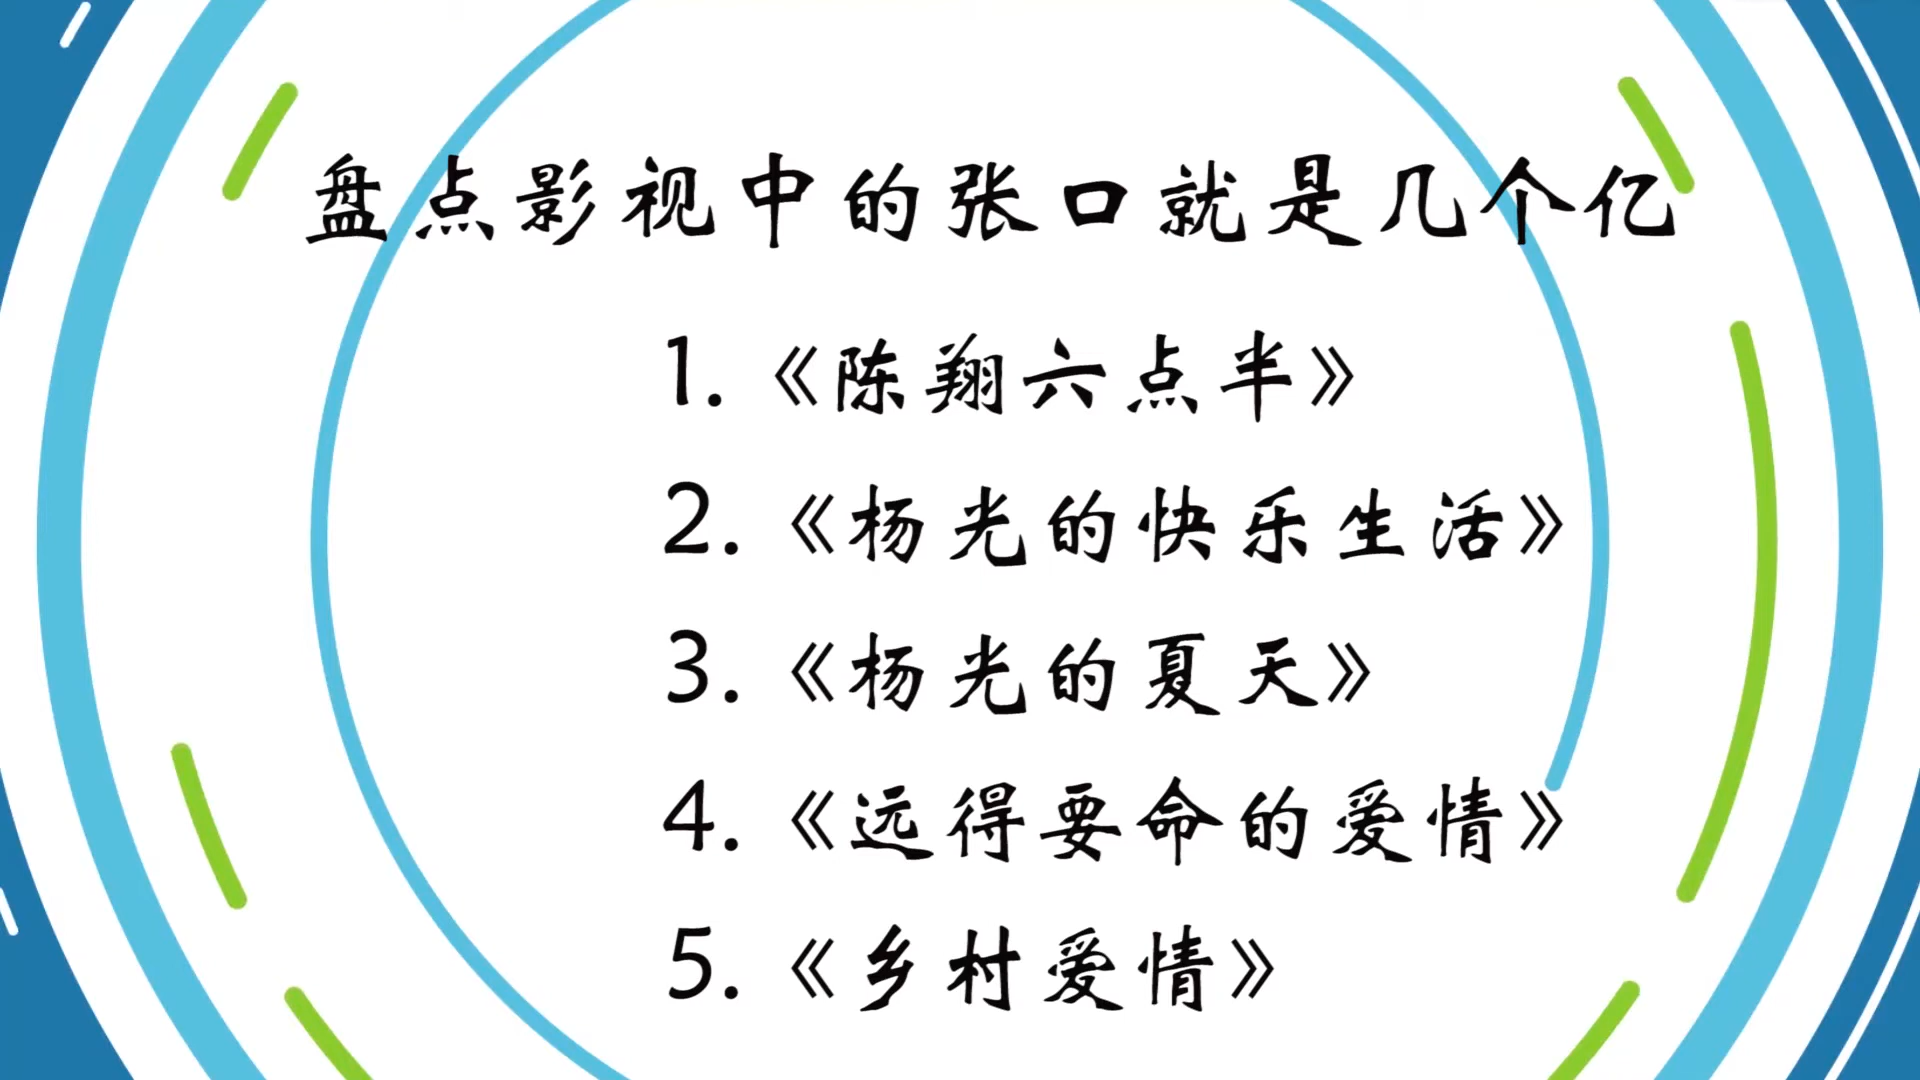 盘点影视中的张口就是几个亿
1.《陈翔六点半》
2.《杨光的快乐生活》
3.《杨光的夏天》
4.《远得要命的爱情》
5.《乡村爱情》